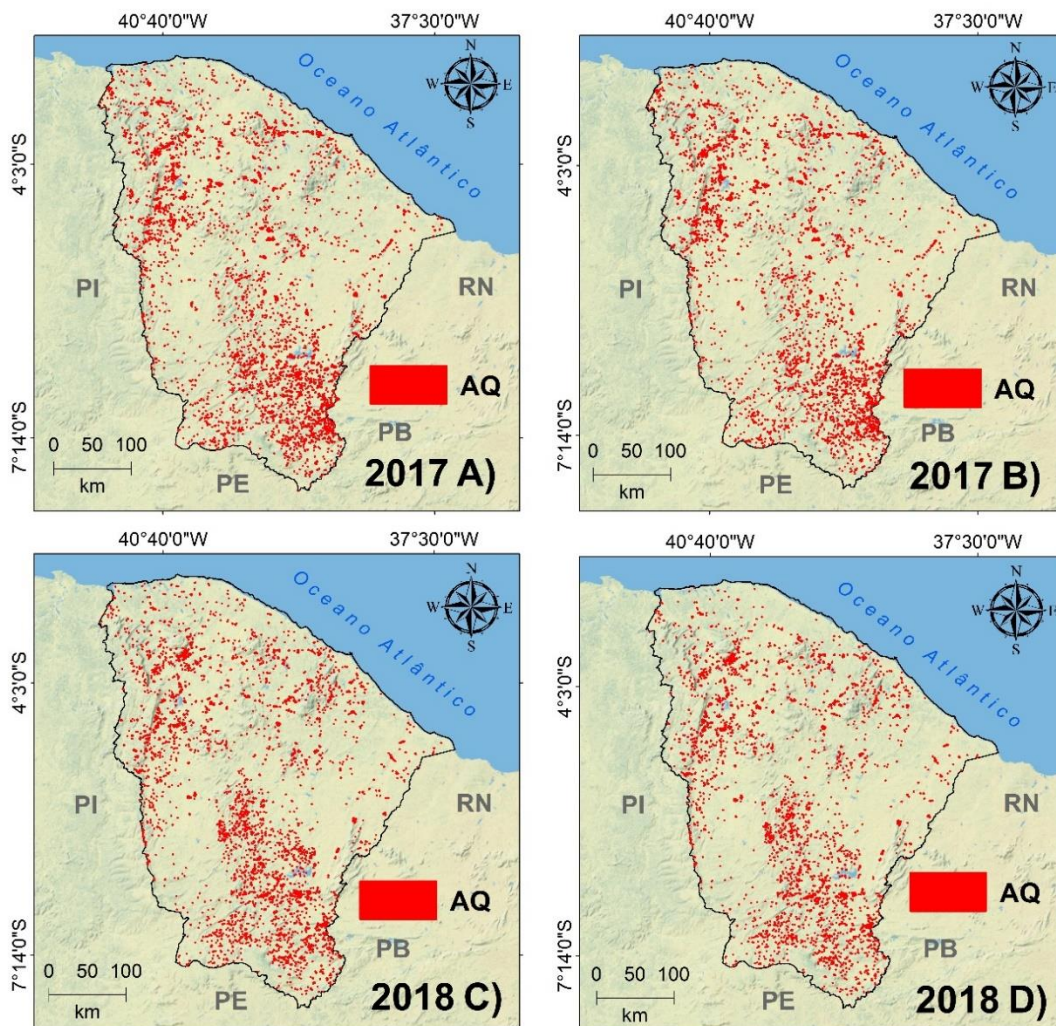 40°40'0"W 37°30'0"W
N
W E
S
Oceano Atlântico
4°3'0"S
PI
RN
AQ
7°14'0"S
0 50 100
km
PB
PE
2017 A)
40°40'0"W 37°30'0"W
N
W E
S
Oceano Atlântico
4°3'0"S
PI
RN
AQ
7°14'0"S
0 50 100
km
PB
PE
2017 B)
40°40'0"W 37°30'0"W
N
W E
S
Oceano Atlântico
4°3'0"S
PI
RN
AQ
7°14'0"S
0 50 100
km
PB
PE
2018 C)
40°40'0"W 37°30'0"W
N
W E
S
Oceano Atlântico
4°3'0"S
PI
RN
AQ
7°14'0"S
0 50 100
km
PB
PE
2018 D)